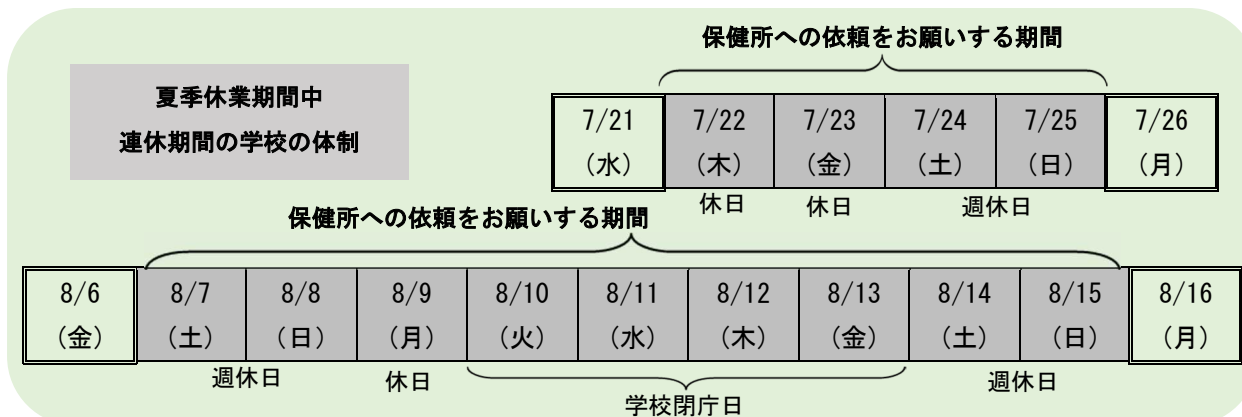 保健所への依頼をお願いする期間
夏季休業期間中
連休期間の学校の体制
7/21 7/22 7/23 7/24 7/25 7/26
(水) (木) (金) (土) (日) (月)
休日 休日 週休日
保健所への依頼をお願いする期間
8/6 8/7 8/8 8/9 8/10 8/11 8/12 8/13 8/14 8/15 8/16
(金) (土) (日) (月) (火) (水) (木) (金) (土) (日) (月)
週休日 休日 週休日
学校閉庁日